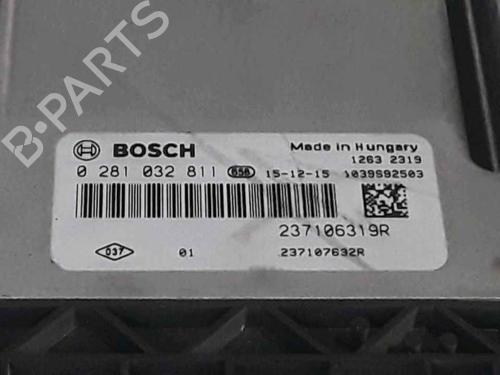 B-PARTS
BOSCH
Made in Hungary
1263 2319
0 281 032 811 656 15-12-15 1039S92503
237106319R
037 01 237107632R